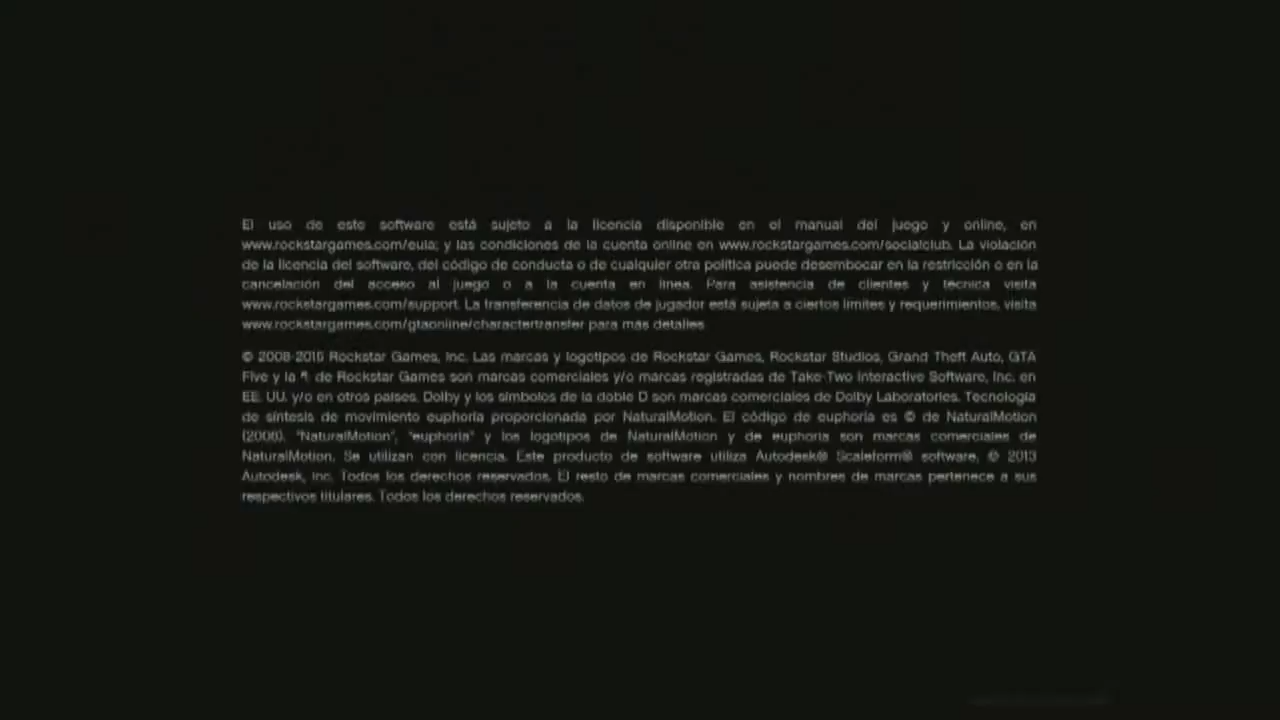 El uso de este software está sujeto a la licencia disponible en el manual del juego y online, en
www.rockstargames.com/eula; y las condiciones de la cuenta online en www.rockstargames.com/socialclub. La violación
de la licencia del software, del código de conducta o de cualquier otra política puede desembocar en la restricción o en la
cancelación del acceso al juego o a la cuenta en línea. Para asistencia de clientes y técnica visita
www.rockstargames.com/support. La transferencia de datos de jugador está sujeta a ciertos límites y requerimientos, visita
www.rockstargames.com/gtaonline/charactertransfer para más detalles
© 2008-2015 Rockstar Games, Inc. Las marcas y logotipos de Rockstar Games, Rockstar Studios, Grand Theft Auto, GTA
Five y la ¶, de Rockstar Games son marcas comerciales y/o marcas registradas de Take-Two Interactive Software, Inc. en
EE. UU. y/o en otros países. Dolby y los símbolos de la doble D son marcas comerciales de Dolby Laboratories. Tecnología
de síntesis de movimiento euphoria proporcionada por NaturalMotion. El código de euphoria es © de NaturalMotion
(2006). "NaturalMotion", "euphoria" y los logotipos de NaturalMotion y de euphoria son marcas comerciales de
NaturalMotion. Se utilizan con licencia. Este producto de software utiliza Autodesk® Scaleform® software, © 2013
Autodesk, Inc. Todos los derechos reservados. El resto de marcas comerciales y nombres de marcas pertenece a sus
respectivos titulares. Todos los derechos reservados.